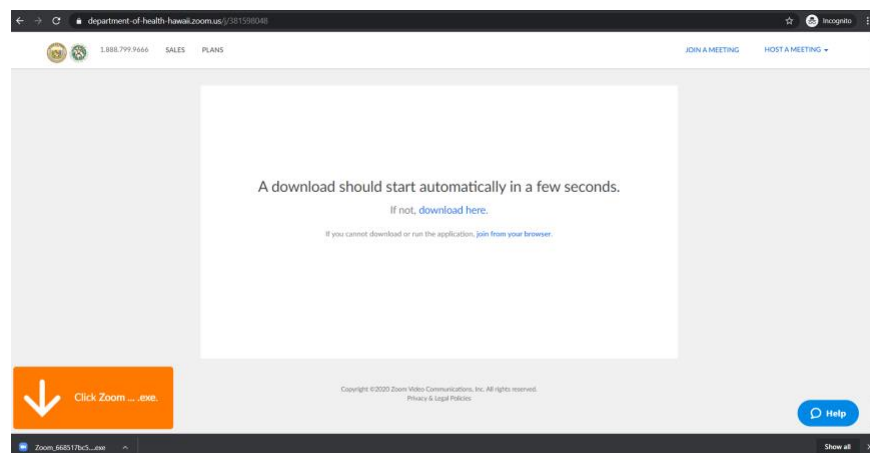 department-of-health-hawaii.zoom.us/j/381598048
Incognito
1.888.799.9666 SALES PLANS
JOIN A MEETING HOST A MEETING
A download should start automatically in a few seconds.
If not, download here.
If you cannot download or run the application, join from your browser.
Click Zoom ... .exe.
Copyright ©2020 Zoom Video Communications, Inc. All rights reserved.
Privacy & Legal Policies
Help
Zoom_668517bc5....exe
Show all